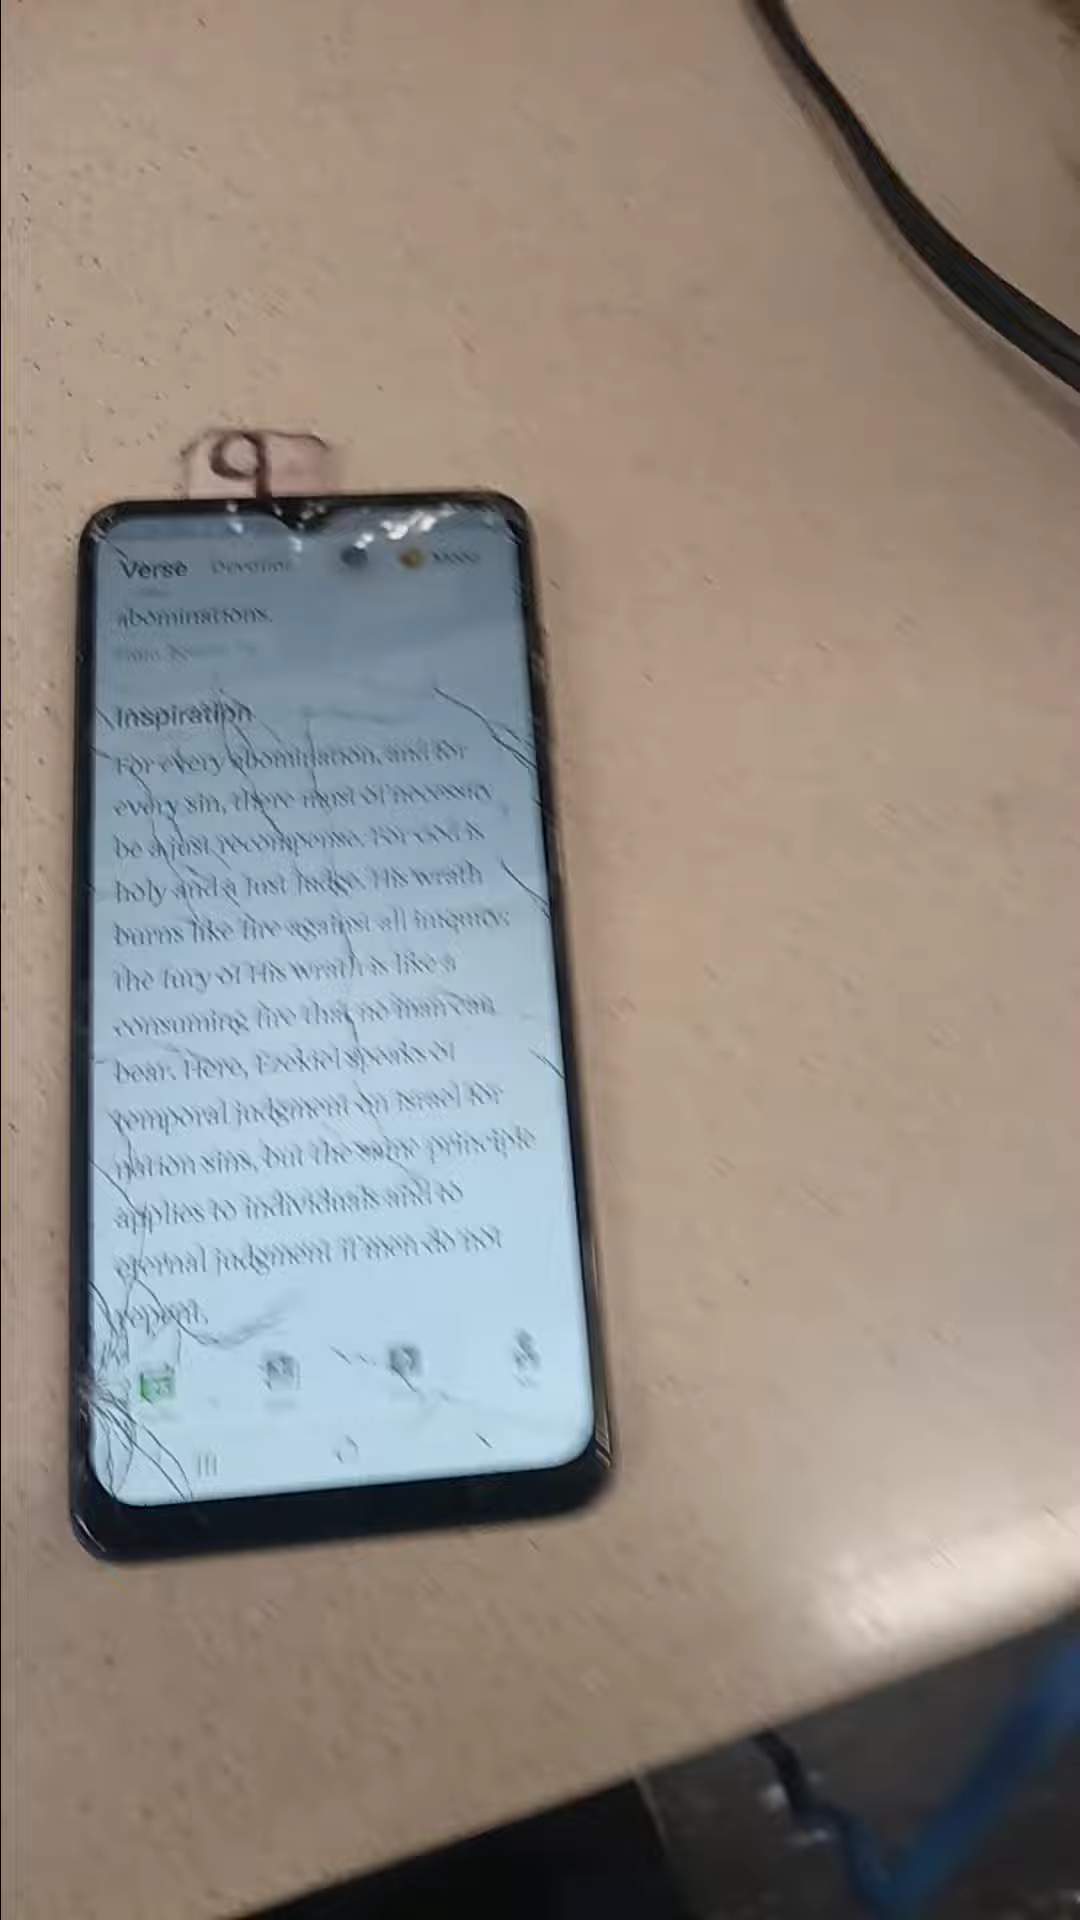 9
Verse Devotion Mood
abominations.
Inspiration
For every abomination, and for
every sin, there must of necessity
be a just recompense. For God is
holy and a Just Judge. His wrath
burns like fire against all iniquity;
the fury of His wrath is like a
consuming fire that no man can
bear. Here, Ezekiel speaks of
temporal judgment on Israel for
nation sins, but the same principle
applies to individuals and to
eternal judgment if men do not
repent.